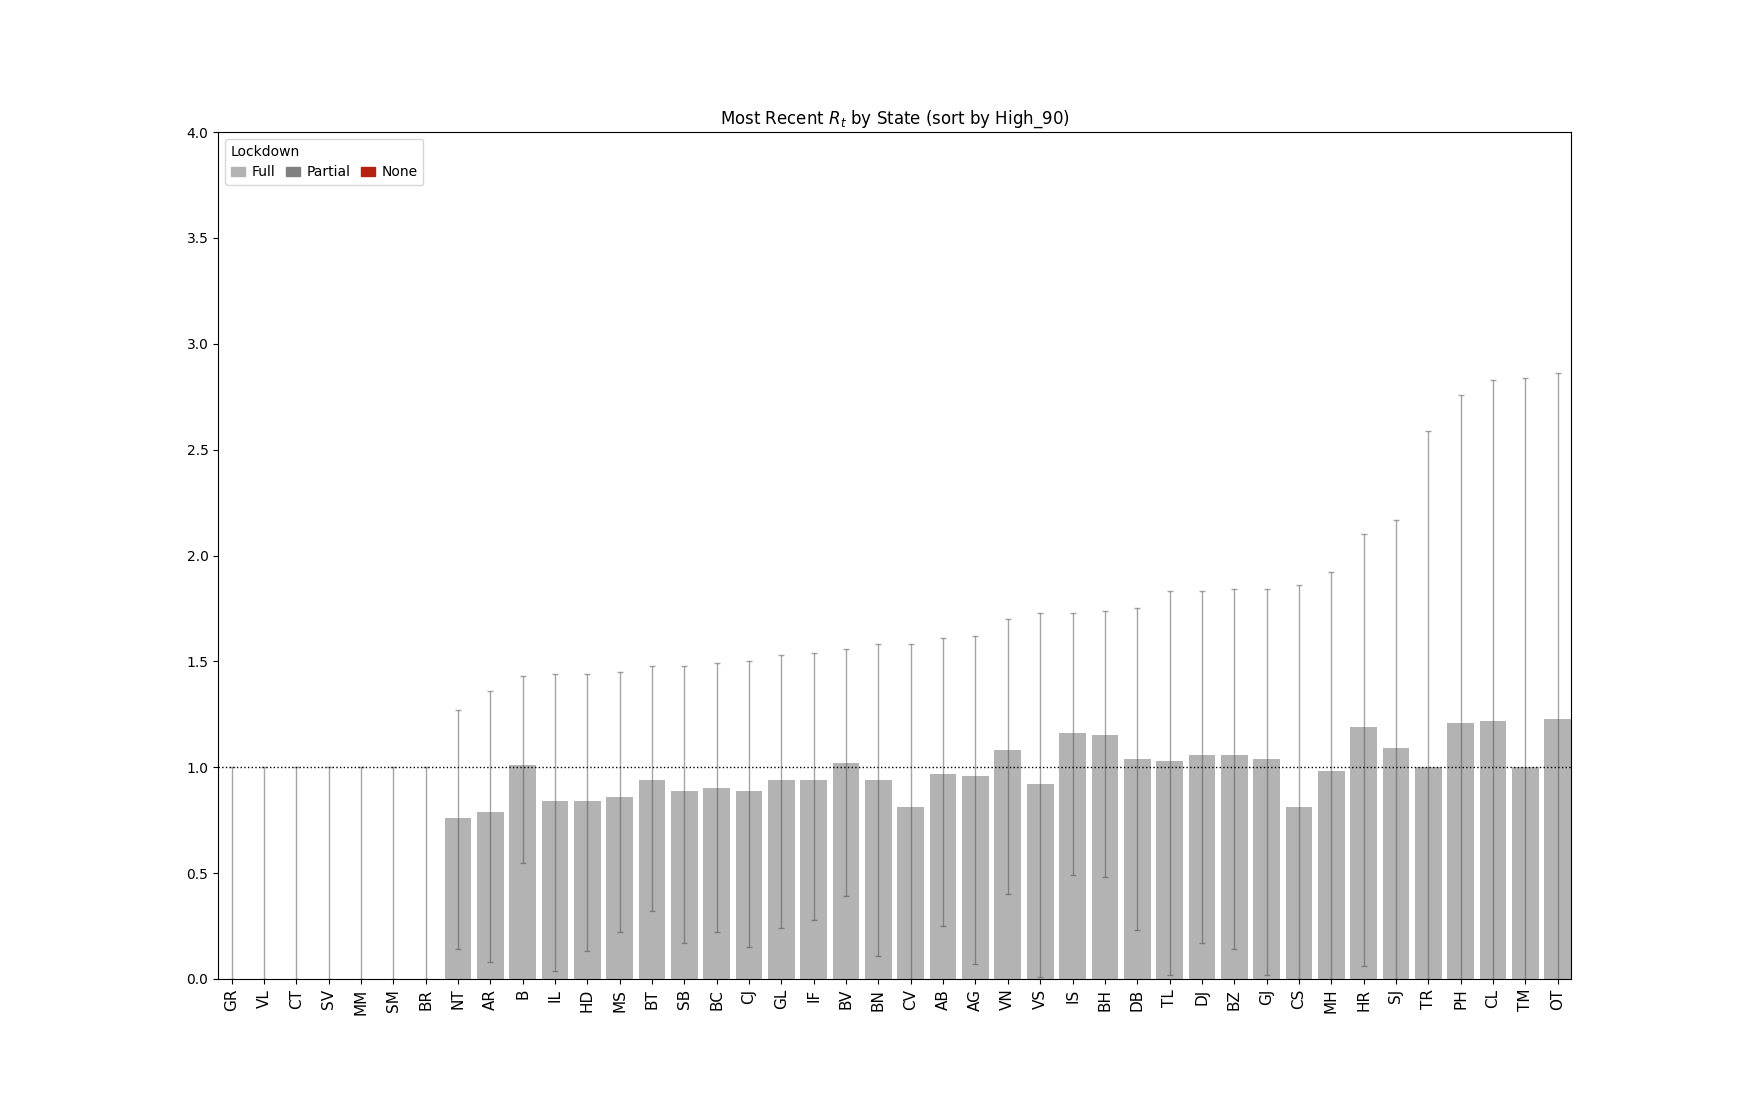 Most Recent R_t by State (sort by High_90)
4.0
Lockdown
Full Partial None
3.5
3.0
2.5
2.0
1.5
1.0
0.5
0.0
GR VL CT SV MM SM BR NT AR B IL HD MS BT SB BC CJ GL IF BV BN CV AB AG VN VS IS BH DB TL DJ BZ GJ CS MH HR SJ TR PH CL TM OT